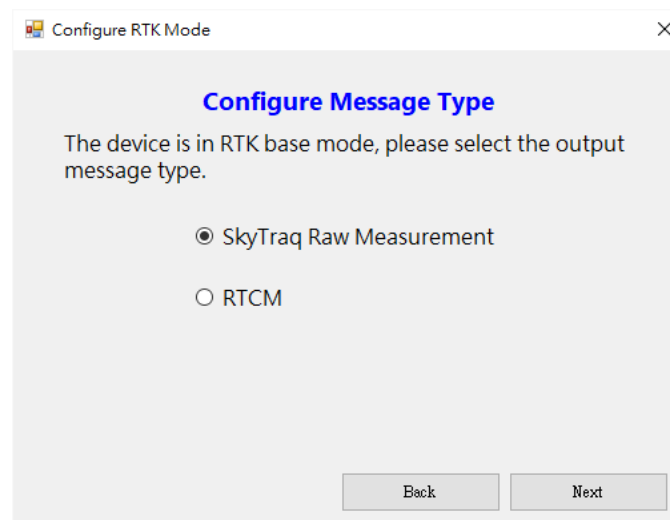 Configure RTK Mode
Configure Message Type
The device is in RTK base mode, please select the output
message type.
SkyTraq Raw Measurement
RTCM
Back
Next